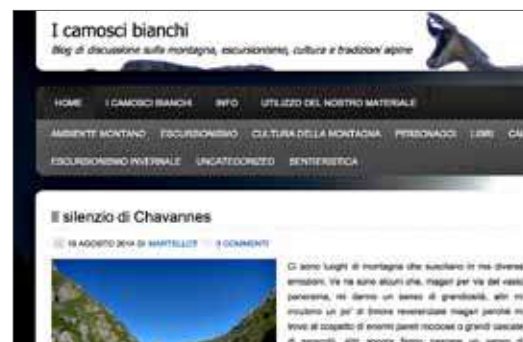 I camosci bianchi
Blog di discussione sulla montagna, escursionismo, cultura e tradizioni alpine
HOME I CAMOSCI BIANCHI INFO UTILIZZO DEL NOSTRO MATERIALE
AMBIENTE MONTANO ESCURSIONISMO CULTURA DELLA MONTAGNA PERSONAGGI LIBRI
ESCURSIONISMO INVERNALE UNCATEGORIZED SENTIERISTICA
Il silenzio di Chavannes
19 AGOSTO 2014 DI MARTELLOT 3 COMMENTI
Ci sono luoghi di montagna che suscitano in me diverse
emozioni. Ve ne sono alcuni che, magari per via del vasto
panorama, mi danno un senso di grandiosità, altri mi
incutono un po' di timore reverenziale magari perché mi
trovo al cospetto di enormi pareti rocciose o grandi cascate